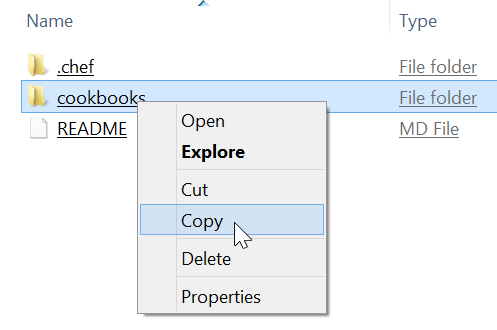 Name Type
.chef File folder
cookbooks File folder
README MD File
Open
Explore
Cut
Copy
Delete
Properties